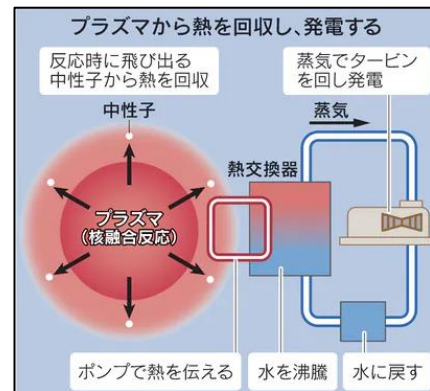 プラズマから熱を回収し、発電する
反応時に飛び出る
中性子から熱を回収
蒸気でタービン
を回し発電
中性子
蒸気
熱交換器
プラズマ
(核融合反応)
ポンプで熱を伝える
水を沸騰
水に戻す